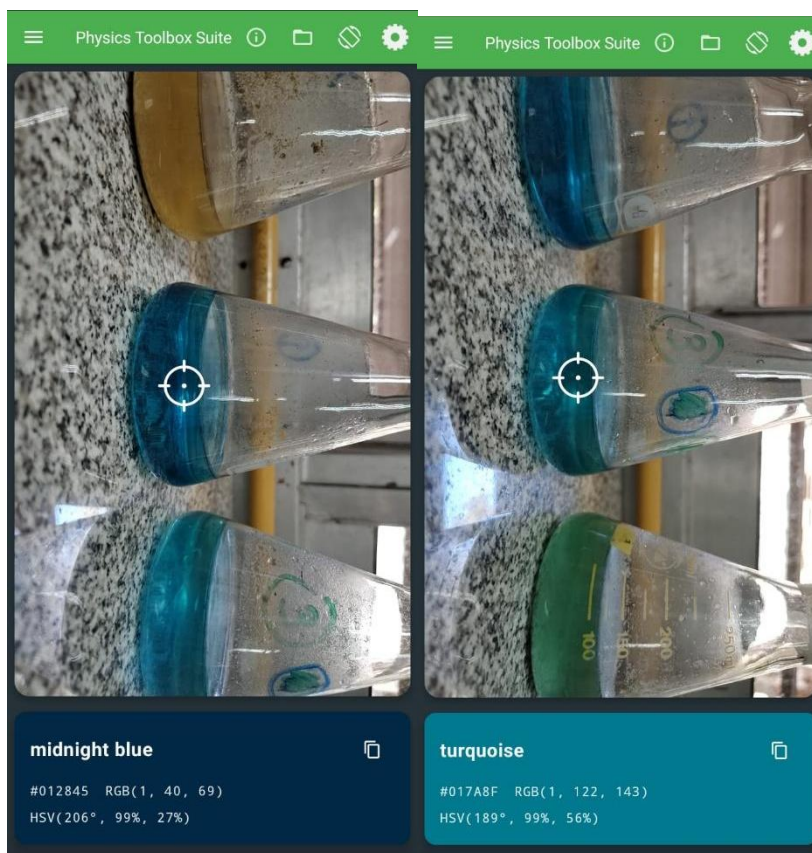 Physics Toolbox Suite
midnight blue
#012845 RGB(1, 40, 69)
HSV(206°, 99%, 27%)
Physics Toolbox Suite
100
150
200
turquoise
#017A8F RGB(1, 122, 143)
HSV(189°, 99%, 56%)